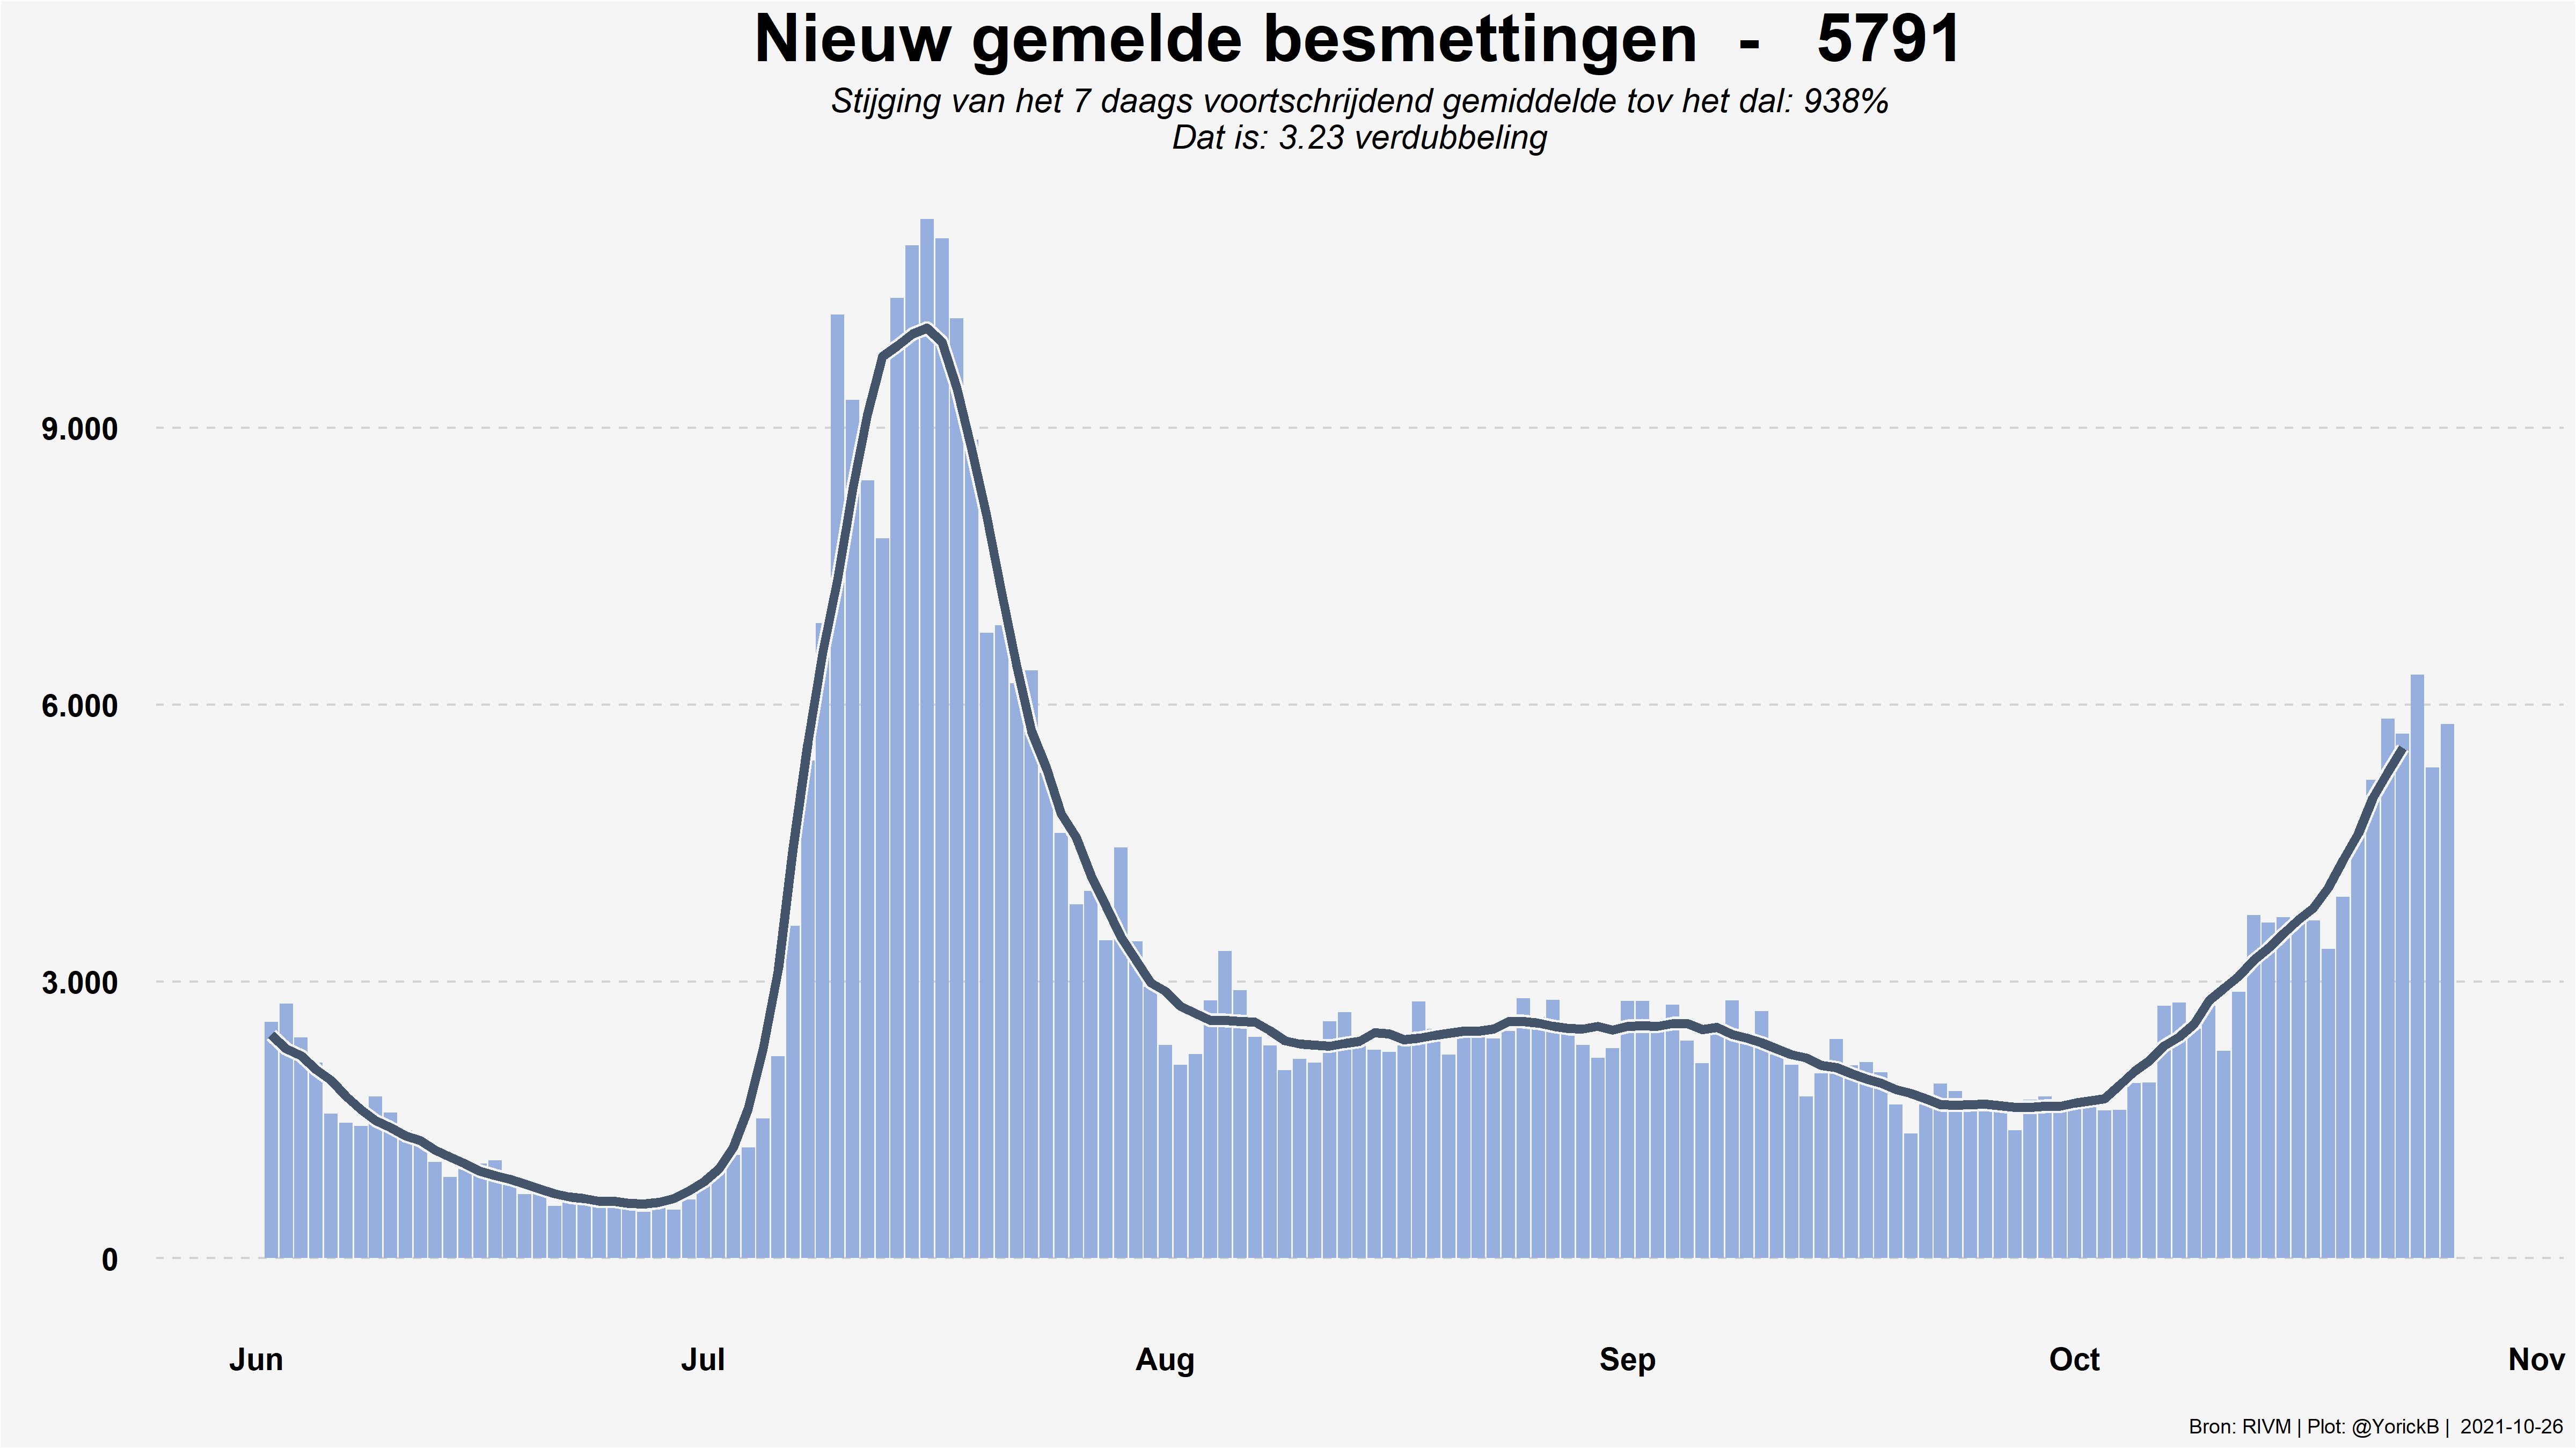 Nieuw gemelde besmettingen - 5791
Stijging van het 7 daags voortschrijdend gemiddelde tov het dal: 938%
Dat is: 3.23 verdubbeling
9.000
6.000
3.000
0
Jun Jul Aug Sep Oct Nov
Bron: RIVM | Plot: @YorickB | 2021-10-26